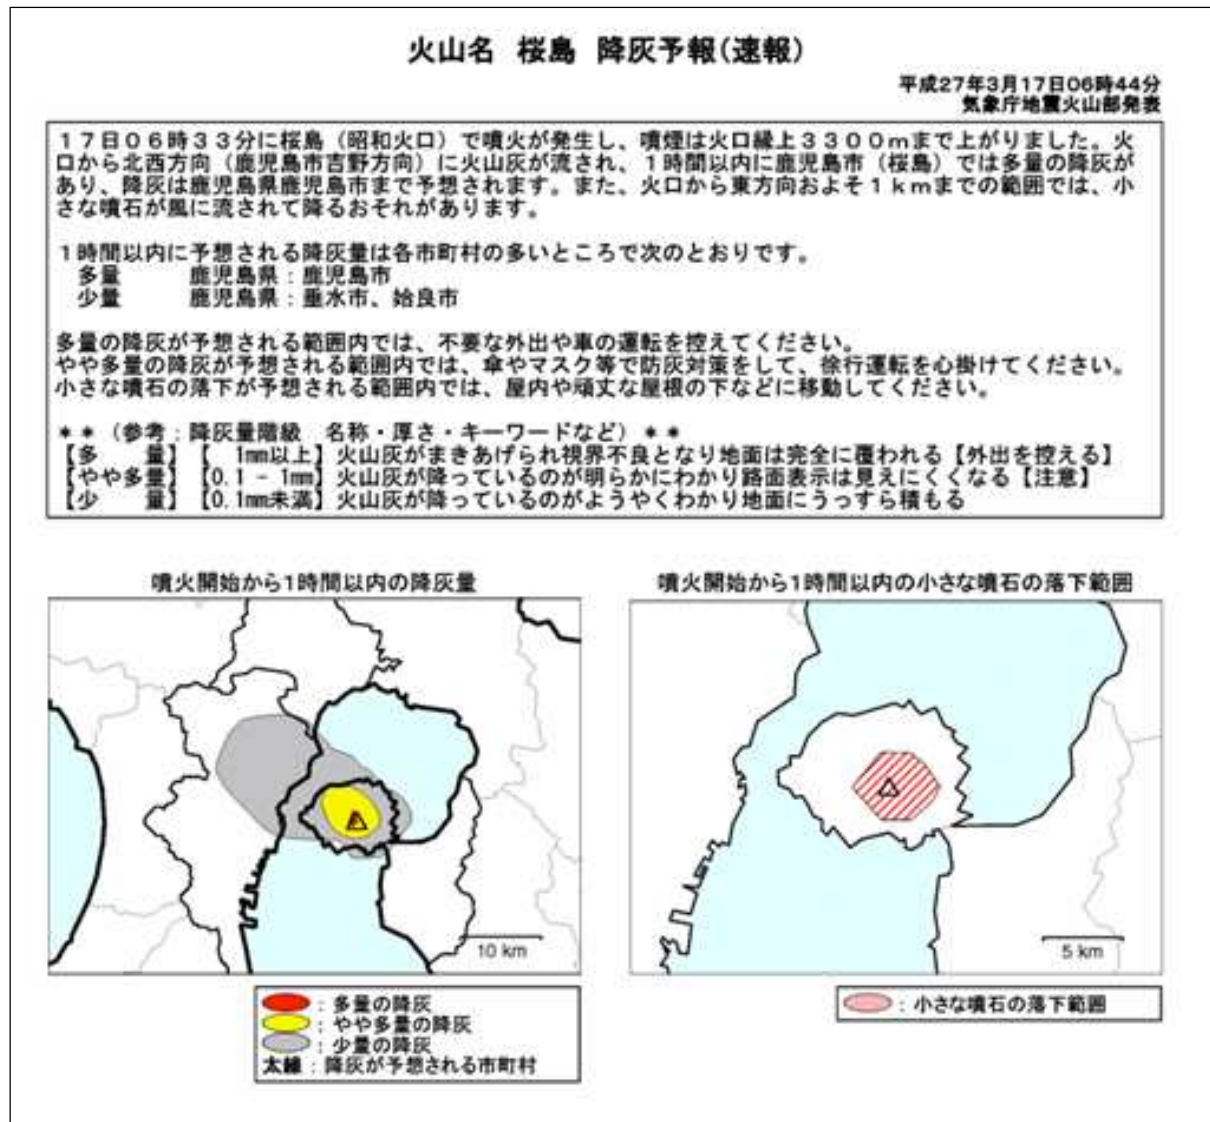 火山名 桜島 降灰予報(速報)
平成27年3月17日06時44分
気象庁地震火山部発表
17日06時33分に桜島(昭和火口)で噴火が発生し、噴煙は火口縁上3300mまで上がりました。火
口から北西方向(鹿児島市吉野方向)に火山灰が流され、1時間以内に鹿児島市(桜島)では多量の降灰が
あり、降灰は鹿児島県鹿児島市まで予想されます。また、火口から東方向およそ1kmまでの範囲では、小
さな噴石が風に流されて降るおそれがあります。
1時間以内に予想される降灰量は各市町村の多いところで次のとおりです。
多量 鹿児島県:鹿児島市
少量 鹿児島県:垂水市、姶良市
多量の降灰が予想される範囲内では、不要な外出や車の運転を控えてください。
やや多量の降灰が予想される範囲内では、傘やマスク等で防灰対策をして、徐行運転を心掛けてください。
小さな噴石の落下が予想される範囲内では、屋内や頑丈な屋根の下などに移動してください。
**(参考:降灰量階級 名称・厚さ・キーワードなど)**
【多 量】【 1mm以上】火山灰がまきあげられ視界不良となり地面は完全に覆われる【外出を控える】
【やや多量】【0.1 - 1mm】火山灰が降っているのが明らかにわかり路面表示は見えにくくなる【注意】
【少 量】【0.1mm未満】火山灰が降っているのがようやくわかり地面にうっすら積もる
噴火開始から1時間以内の降灰量
10 km
:多量の降灰
:やや多量の降灰
:少量の降灰
太線:降灰が予想される市町村
噴火開始から1時間以内の小さな噴石の落下範囲
5 km
:小さな噴石の落下範囲